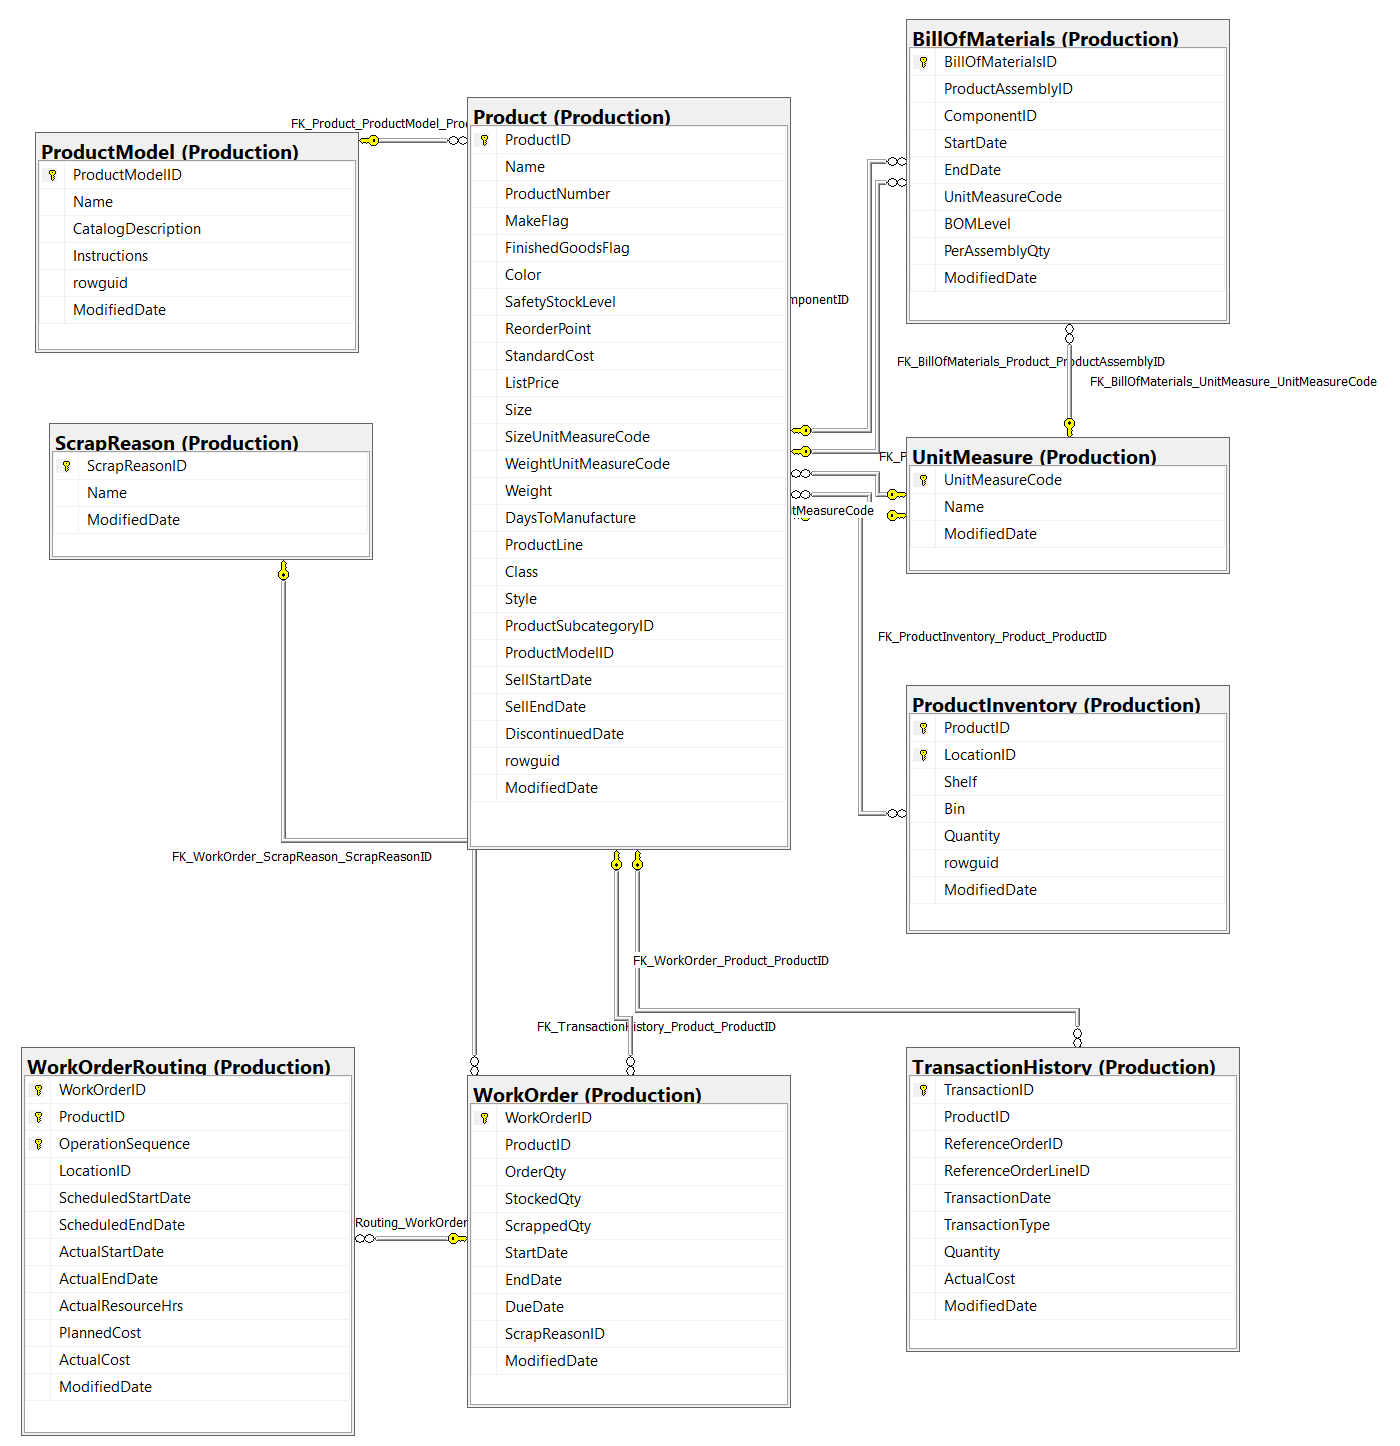 BillOfMaterials (Production)
BillOfMaterialsID
ProductAssemblyID
ComponentID
StartDate
EndDate
UnitMeasureCode
BOMLevel
PerAssemblyQty
ModifiedDate
FK_Product_ProductModel_Pro
Product (Production)
ProductID
Name
ProductNumber
MakeFlag
FinishedGoodsFlag
Color
SafetyStockLevel
ReorderPoint
StandardCost
ListPrice
Size
SizeUnitMeasureCode
WeightUnitMeasureCode
Weight
DaysToManufacture
ProductLine
Class
Style
ProductSubcategoryID
ProductModelID
SellStartDate
SellEndDate
DiscontinuedDate
rowguid
ModifiedDate
ProductModel (Production)
ProductModelID
Name
CatalogDescription
Instructions
rowguid
ModifiedDate
mponentID
FK_BillOfMaterials_Product_ProductAssemblyID
FK_BillOfMaterials_UnitMeasure_UnitMeasureCode
ScrapReason (Production)
ScrapReasonID
Name
ModifiedDate
FK_P
UnitMeasure (Production)
UnitMeasureCode
Name
ModifiedDate
tMeasureCode
FK_ProductInventory_Product_ProductID
ProductInventory (Production)
ProductID
LocationID
Shelf
Bin
Quantity
rowguid
ModifiedDate
FK_WorkOrder_ScrapReason_ScrapReasonID
FK_WorkOrder_Product_ProductID
FK_TransactionHistory_Product_ProductID
WorkOrderRouting (Production)
WorkOrderID
ProductID
OperationSequence
LocationID
ScheduledStartDate
ScheduledEndDate
ActualStartDate
ActualEndDate
ActualResourceHrs
PlannedCost
ActualCost
ModifiedDate
Routing_WorkOrder
WorkOrder (Production)
WorkOrderID
ProductID
OrderQty
StockedQty
ScrappedQty
StartDate
EndDate
DueDate
ScrapReasonID
ModifiedDate
TransactionHistory (Production)
TransactionID
ProductID
ReferenceOrderID
ReferenceOrderLineID
TransactionDate
TransactionType
Quantity
ActualCost
ModifiedDate